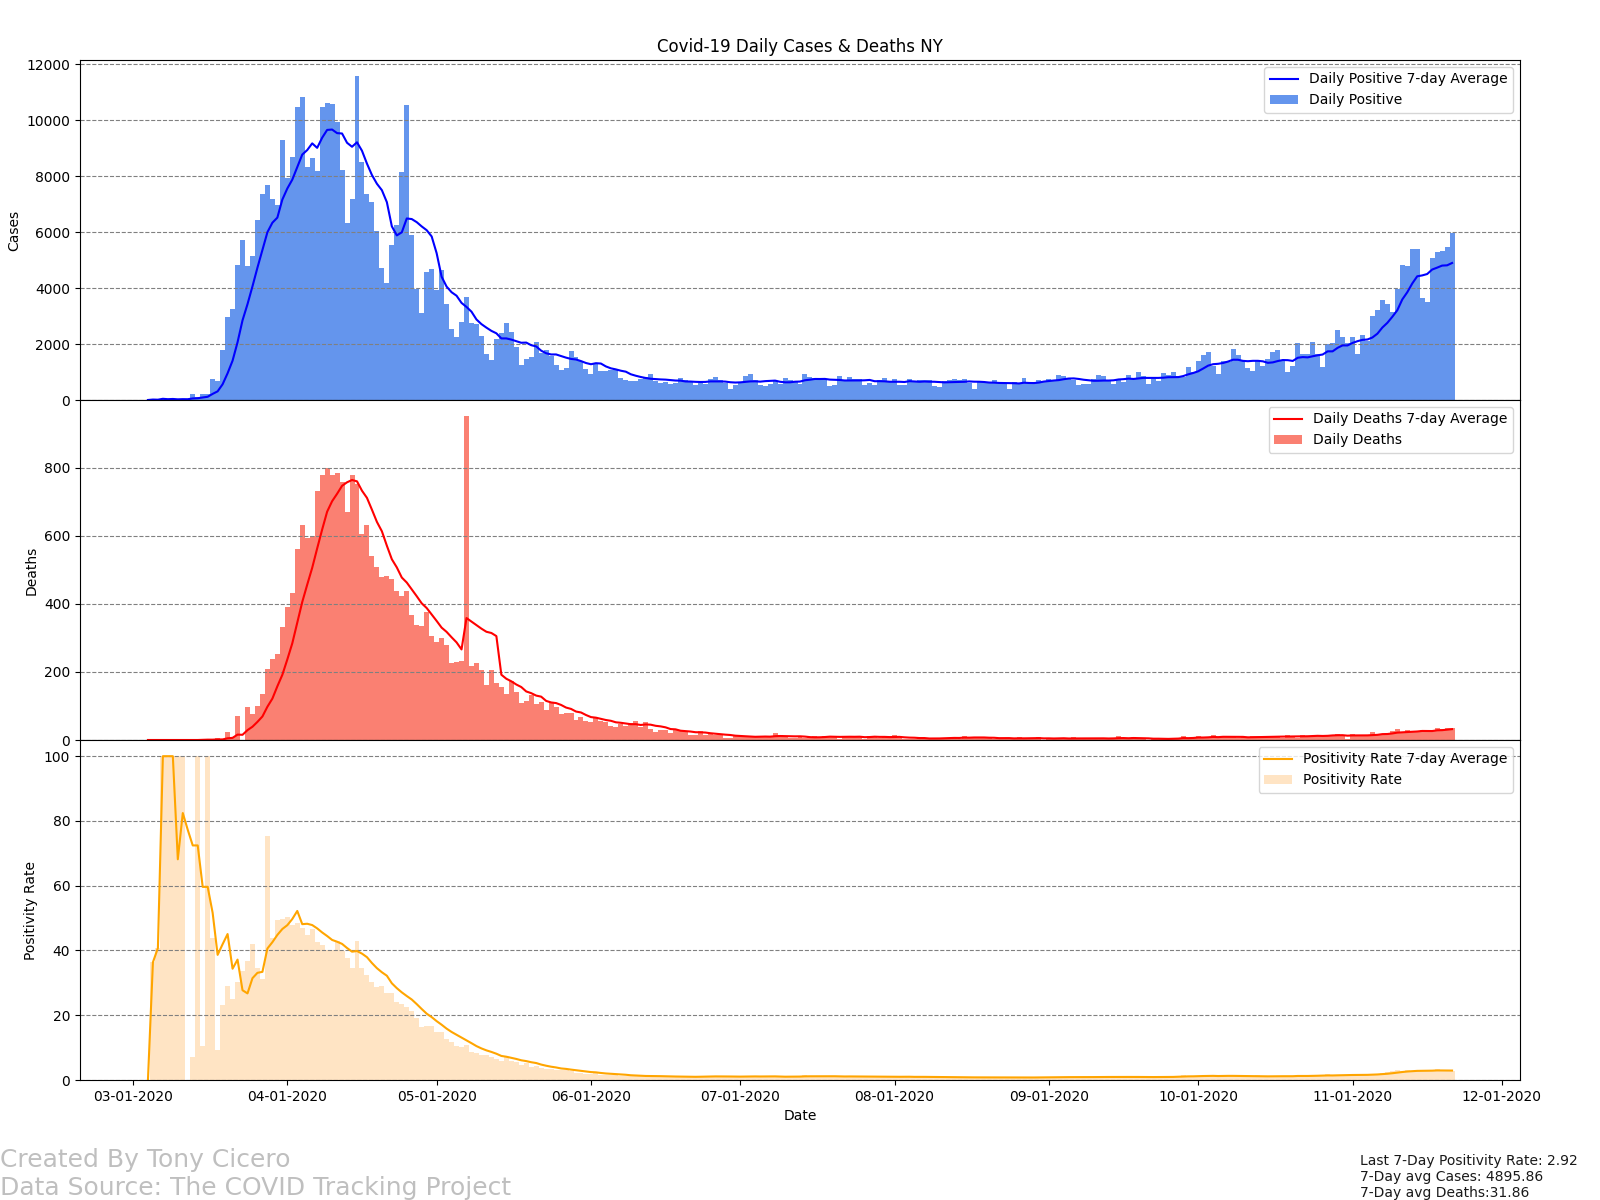 Covid-19 Daily Cases & Deaths NY
12000
10000
8000
6000
4000
2000
0
Cases
Daily Positive 7-day Average
Daily Positive
800
600
400
200
0
Deaths
Daily Deaths 7-day Average
Daily Deaths
100
80
60
40
20
0
Positivity Rate
Positivity Rate 7-day Average
Positivity Rate
03-01-2020 04-01-2020 05-01-2020 06-01-2020 07-01-2020 08-01-2020 09-01-2020 10-01-2020 11-01-2020 12-01-2020
Date
Created By Tony Cicero
Data Source: The COVID Tracking Project
Last 7-Day Positivity Rate: 2.92
7-Day avg Cases: 4895.86
7-Day avg Deaths:31.86